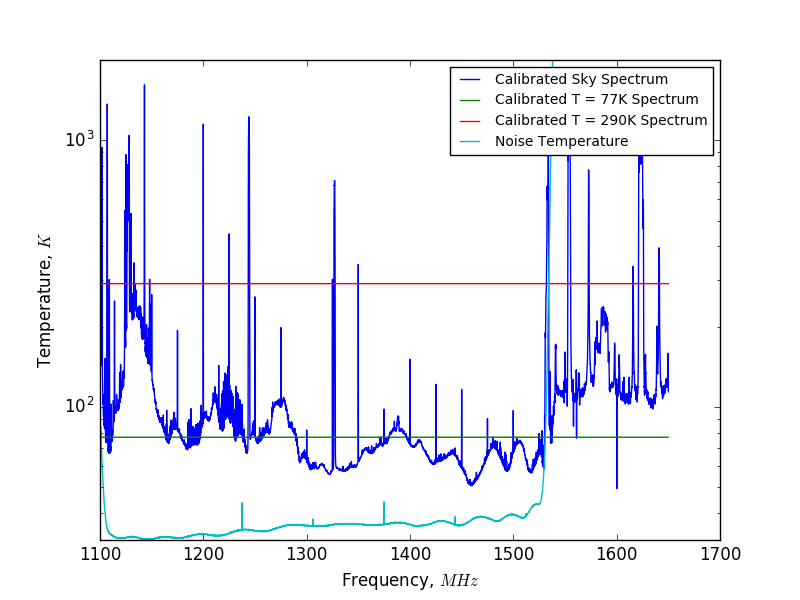 Calibrated Sky Spectrum
Calibrated T = 77K Spectrum
Calibrated T = 290K Spectrum
Noise Temperature
10³
10²
Temperature, K
1100 1200 1300 1400 1500 1600 1700
Frequency, MHz